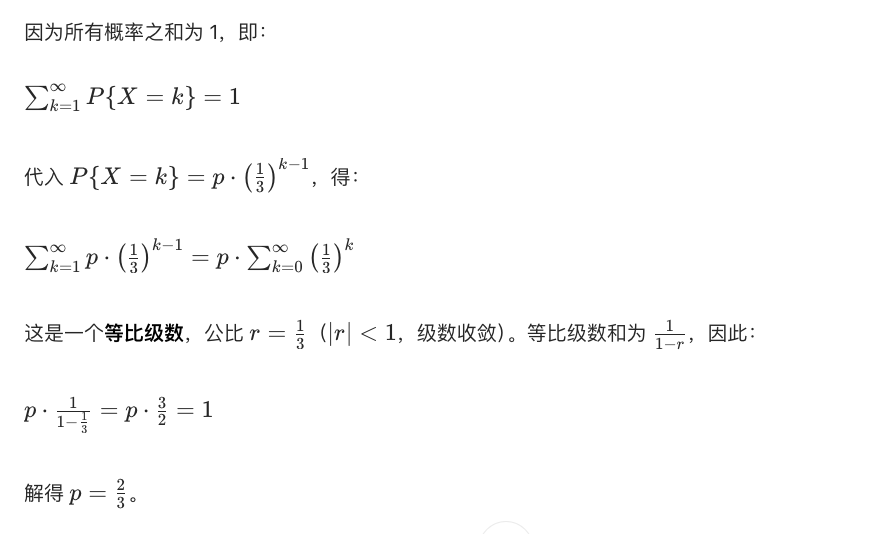 因为所有概率之和为 1，即：
$\sum_{k=1}^{\infty} P\{X = k\} = 1$
代入 $P\{X = k\} = p \cdot \left(\frac{1}{3}\right)^{k-1}$，得：
$\sum_{k=1}^{\infty} p \cdot \left(\frac{1}{3}\right)^{k-1} = p \cdot \sum_{k=0}^{\infty} \left(\frac{1}{3}\right)^{k}$
这是一个等比级数，公比 $r = \frac{1}{3}$（$|r| < 1$，级数收敛）。等比级数和为 $\frac{1}{1-r}$，因此：
$p \cdot \frac{1}{1-\frac{1}{3}} = p \cdot \frac{3}{2} = 1$
解得 $p = \frac{2}{3}$。